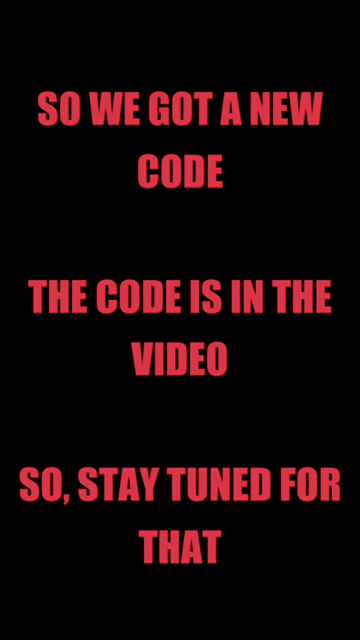 SO WE GOT A NEW
CODE
THE CODE IS IN THE
VIDEO
SO, STAY TUNED FOR
THAT